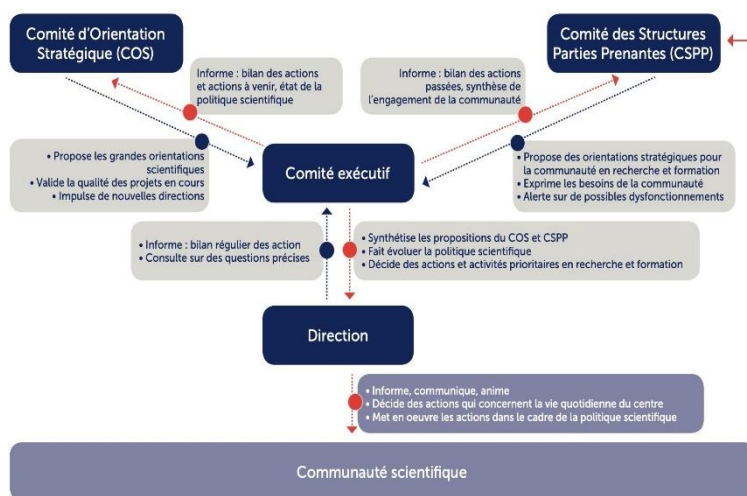 Comité d'Orientation
Stratégique (COS)
Comité des Structures
Parties Prenantes (CSPP)
Informe : bilan des actions
et actions à venir, état de la
politique scientifique
Informe : bilan des actions
passées, synthèse de
l'engagement de la communauté
• Propose les grandes orientations
scientifiques
• Valide la qualité des projets en cours
• Impulse de nouvelles directions
Comité exécutif
• Propose des orientations stratégiques pour
la communauté en recherche et formation
• Exprime les besoins de la communauté
• Alerte sur de possibles dysfonctionnements
• Informe : bilan régulier des action
• Consulte sur des questions précises
• Synthétise les propositions du COS et CSPP
• Fait évoluer la politique scientifique
• Décide des actions et activités prioritaires en recherche et formation
Direction
• Informe, communique, anime
• Décide des actions qui concernent la vie quotidienne du centre
• Met en oeuvre les actions dans le cadre de la politique scientifique
Communauté scientifique